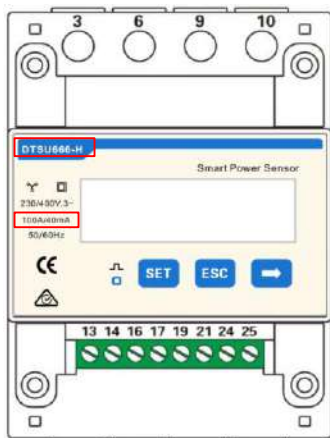 3 6 9 10
DTSU666-H
Smart Power Sensor
230/400V,3~
100A/40mA
50/60Hz
CE
SET ESC
13 14 16 17 19 21 24 25